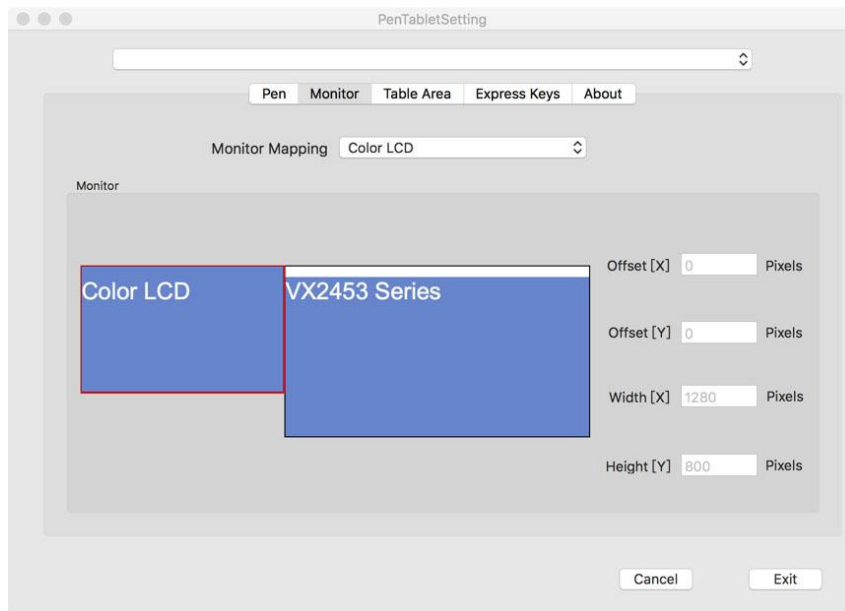 PenTabletSetting
Pen Monitor Table Area Express Keys About
Monitor Mapping Color LCD
Monitor
Color LCD VX2453 Series
Offset [X] 0 Pixels
Offset [Y] 0 Pixels
Width [X] 1280 Pixels
Height [Y] 800 Pixels
Cancel Exit